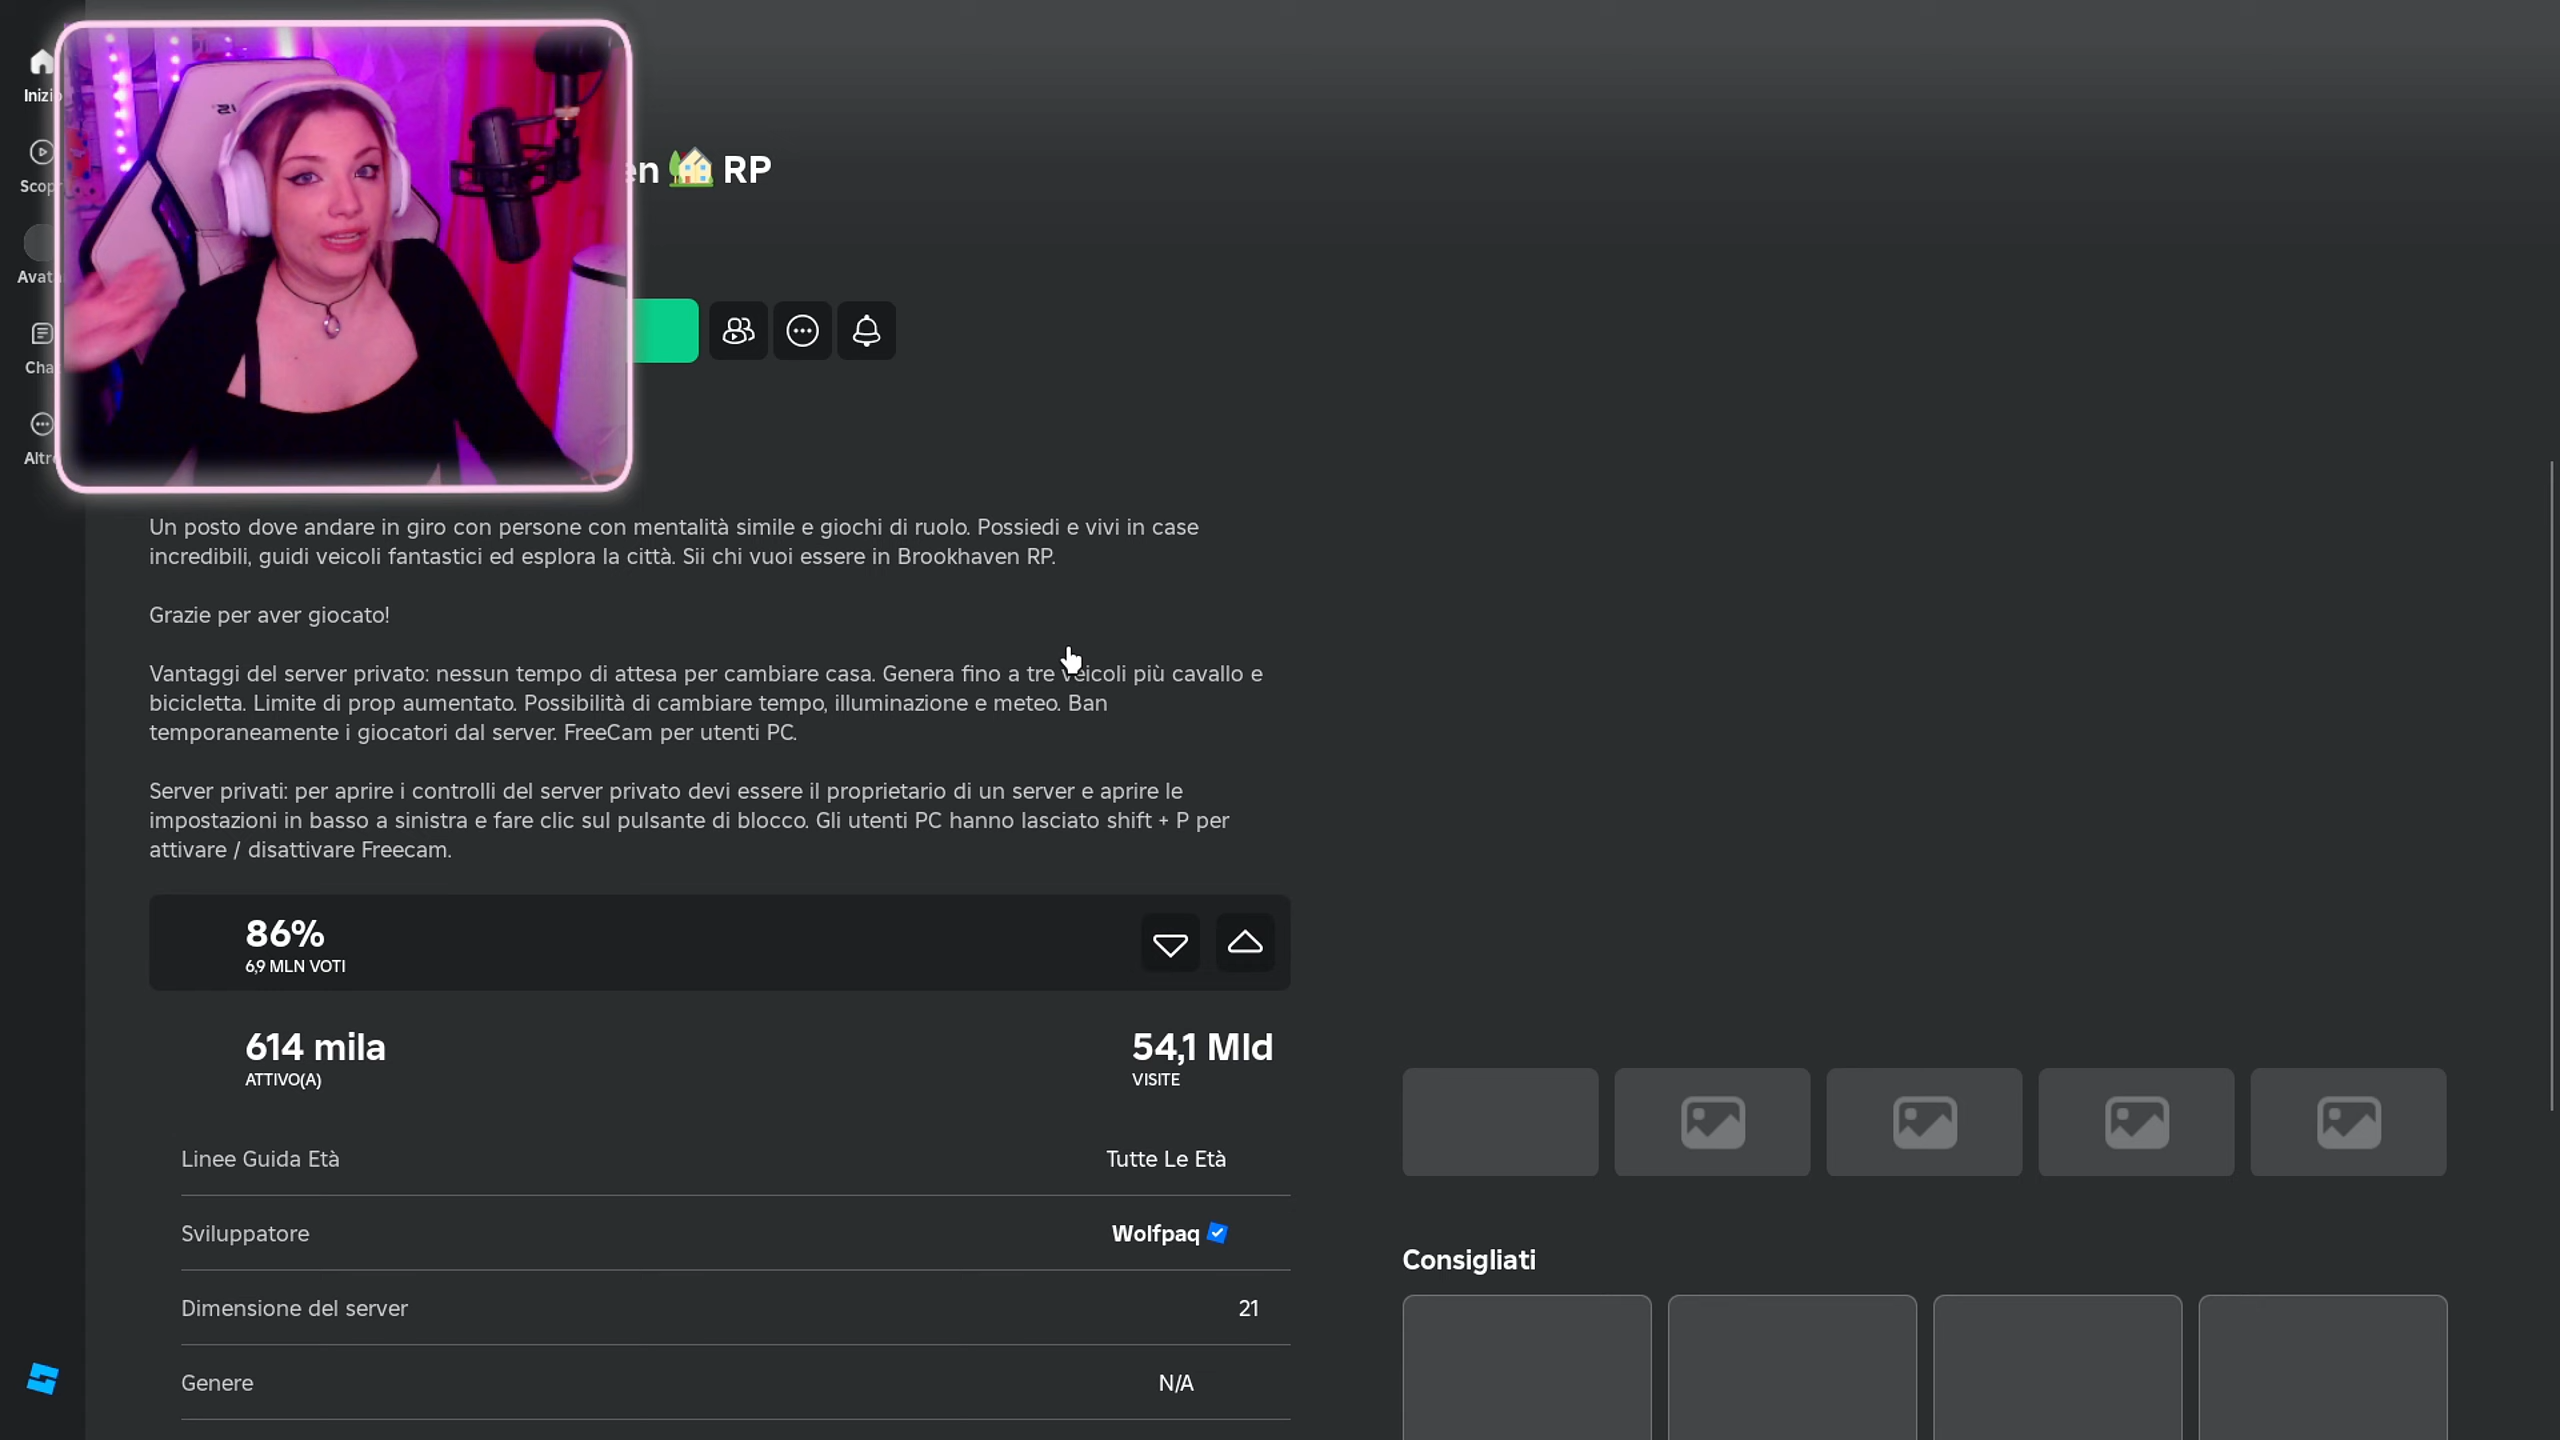 Inizi
en 🏡 RP
Scop
Avat
Cha
Altr
Un posto dove andare in giro con persone con mentalità simile e giochi di ruolo. Possiedi e vivi in case
incredibili, guidi veicoli fantastici ed esplora la città. Sii chi vuoi essere in Brookhaven RP.
Grazie per aver giocato!
Vantaggi del server privato: nessun tempo di attesa per cambiare casa. Genera fino a tre veicoli più cavallo e
bicicletta. Limite di prop aumentato. Possibilità di cambiare tempo, illuminazione e meteo. Ban
temporaneamente i giocatori dal server. FreeCam per utenti PC.
Server privati: per aprire i controlli del server privato devi essere il proprietario di un server e aprire le
impostazioni in basso a sinistra e fare clic sul pulsante di blocco. Gli utenti PC hanno lasciato shift + P per
attivare / disattivare Freecam.
86%
6,9 MLN VOTI
614 mila
ATTIVO(A)
54,1 Mld
VISITE
Linee Guida Età
Tutte Le Età
Sviluppatore
Wolfpaq
Dimensione del server
21
Genere
N/A
Consigliati